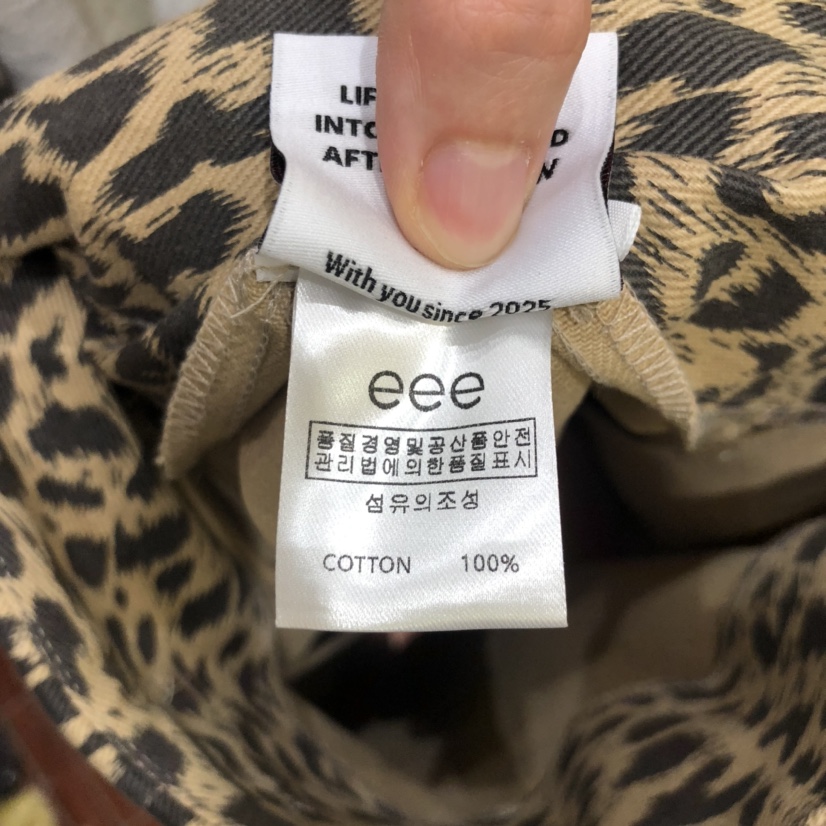 LIF
INTO D
AFT W
With you since 2025
eee
품질경영및공산품안전
관리법에의한품질표시
섬유의조성
COTTON 100%